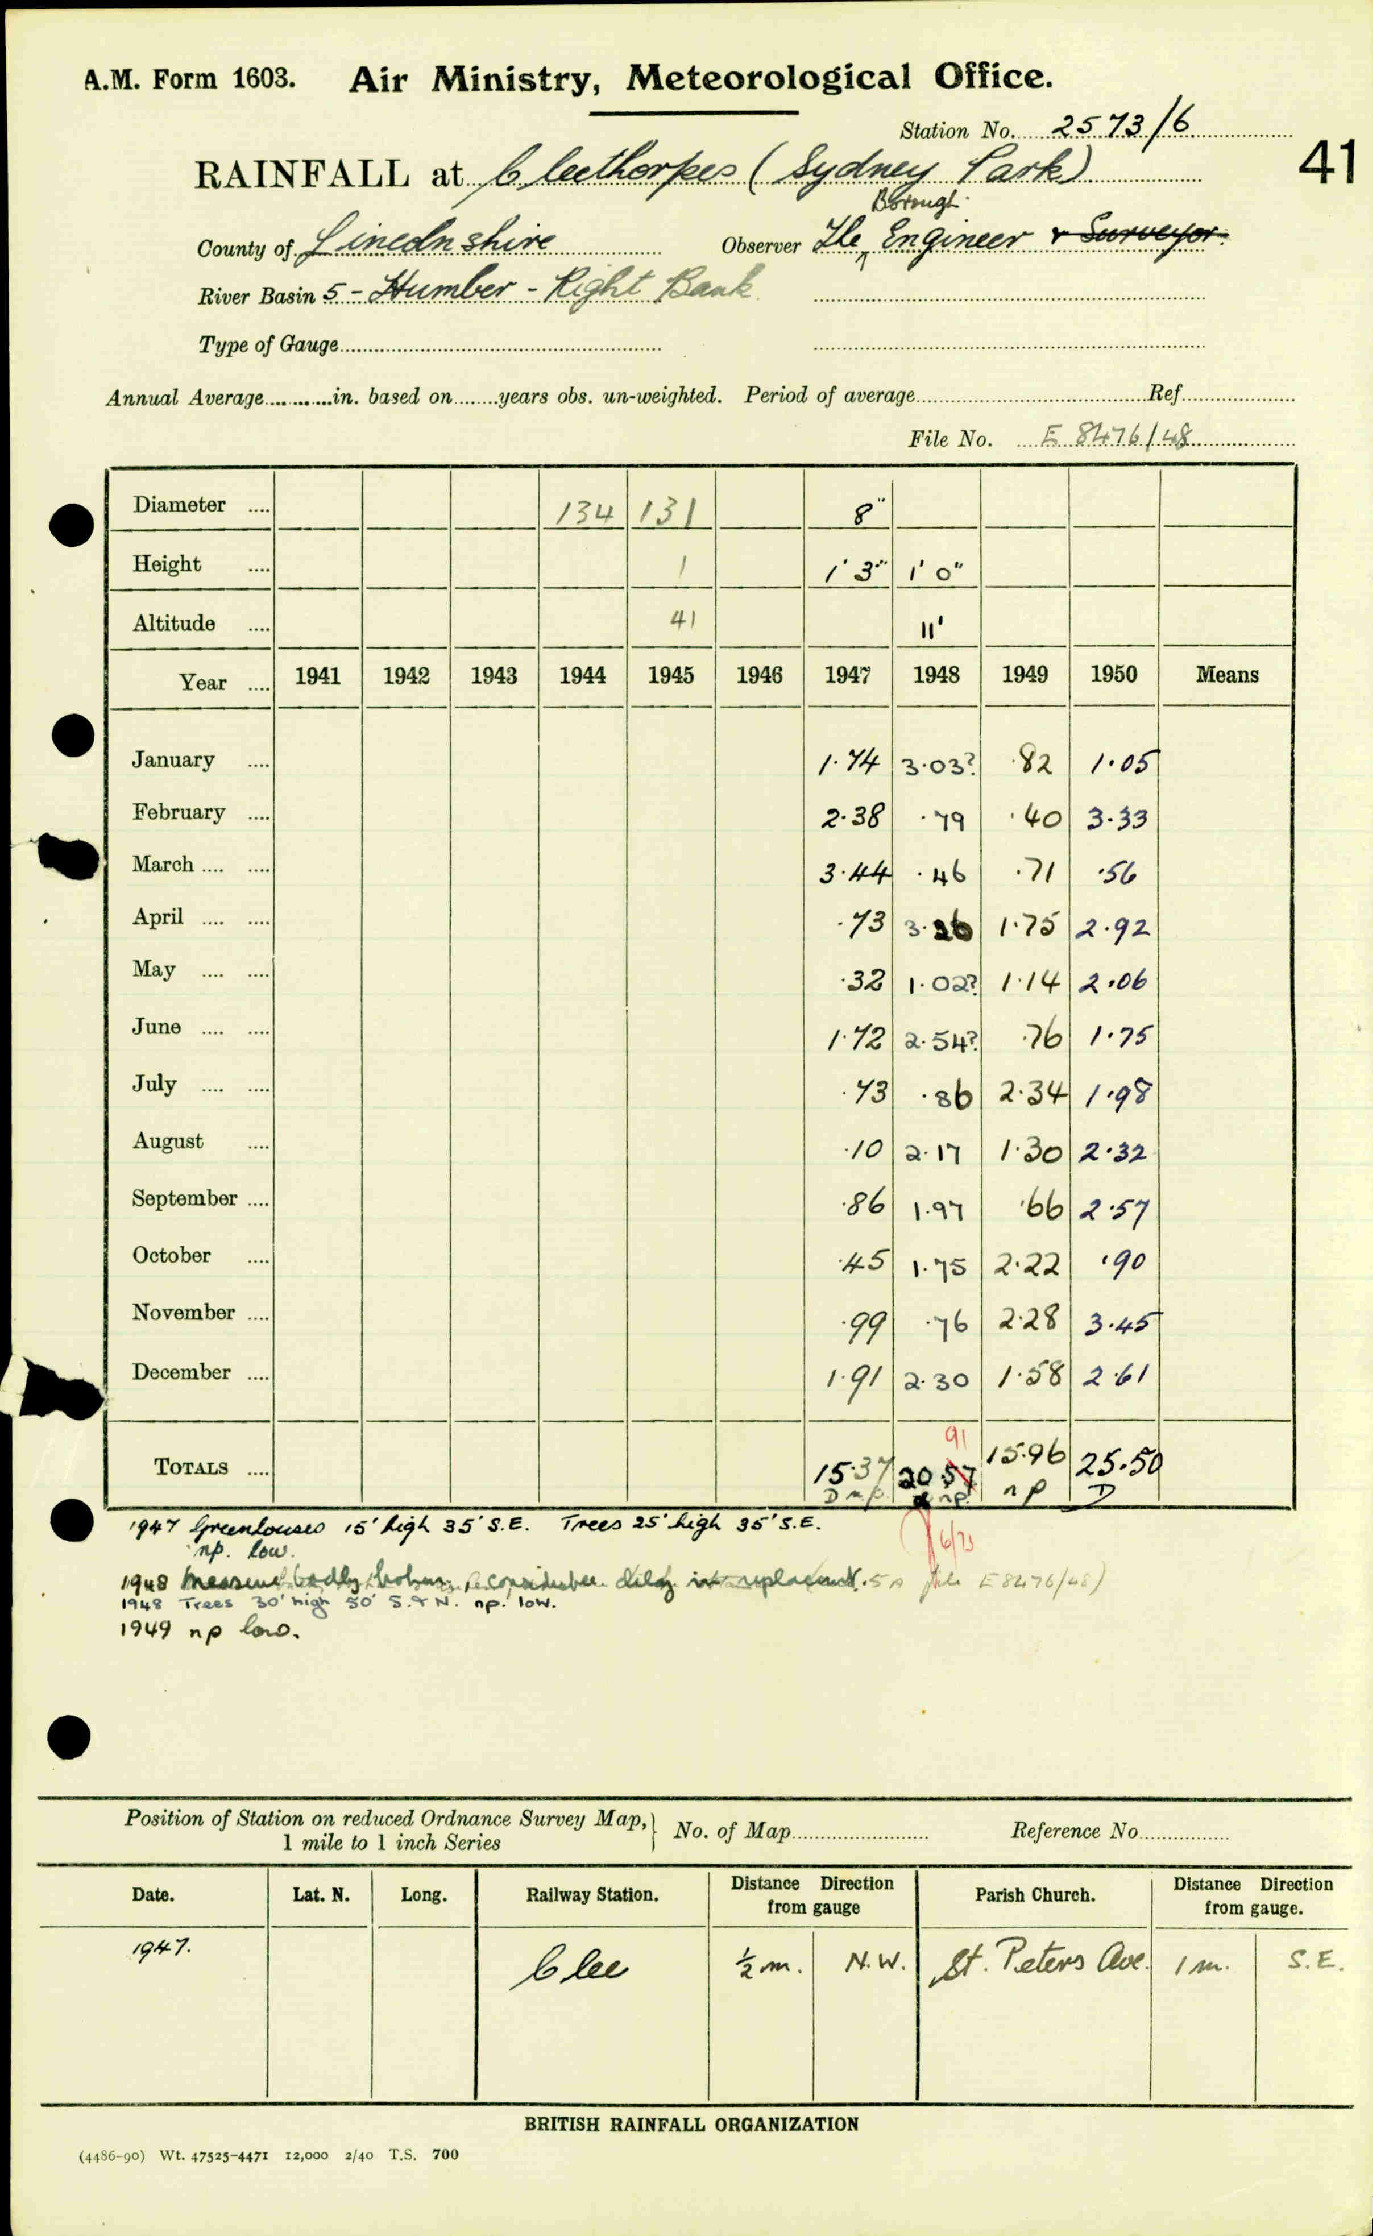 A.M. Form 1603. Air Ministry, Meteorological Office.
Station No. 2573/6
41
RAINFALL at Cleethorpes (Sydney Park)
Borough
County of Lincolnshire Observer The Engineer & Surveyor.
River Basin 5 - Humber - Right Bank
Type of Gauge
Annual Average in. based on years obs. un-weighted. Period of average Ref
File No. E 8476/48
Diameter 134 131 8"
Height 1 1' 3" 1' 0"
Altitude 41 11'
Year 1941 1942 1943 1944 1945 1946 1947 1948 1949 1950 Means
January 1.74 3.03? .82 1.05
February 2.38 .79 .40 3.33
March 3.44 .46 .71 .56
April .73 3.26 1.75 2.92
May .32 1.02? 1.14 2.06
June 1.72 2.54? .76 1.75
July .73 .86 2.34 1.98
August .10 2.17 1.30 2.32
September .86 1.97 .66 2.57
October .45 1.75 2.22 .90
November .99 .76 2.28 3.45
December 1.91 2.30 1.58 2.61
91
TOTALS 15.37 20.57 15.96 25.50
D np. np. np D
1947 Greenhouses 15' high 35' S.E. Trees 25' high 35' S.E.
np. low.
6/73
1948 badly broken considerable delay in replacement. E8476/48)
1948 Trees 30' high 50' S. & N. np. low.
1949 np low.
Position of Station on reduced Ordnance Survey Map, 1 mile to 1 inch Series } No. of Map Reference No
Date. Lat. N. Long. Railway Station. Distance Direction from gauge Parish Church. Distance Direction from gauge.
1947. Clee ½ m. N.W. St. Peters Ave. 1 m. S.E.
BRITISH RAINFALL ORGANIZATION
(4486-90) Wt. 47525-4471 12,000 2/40 T.S. 700